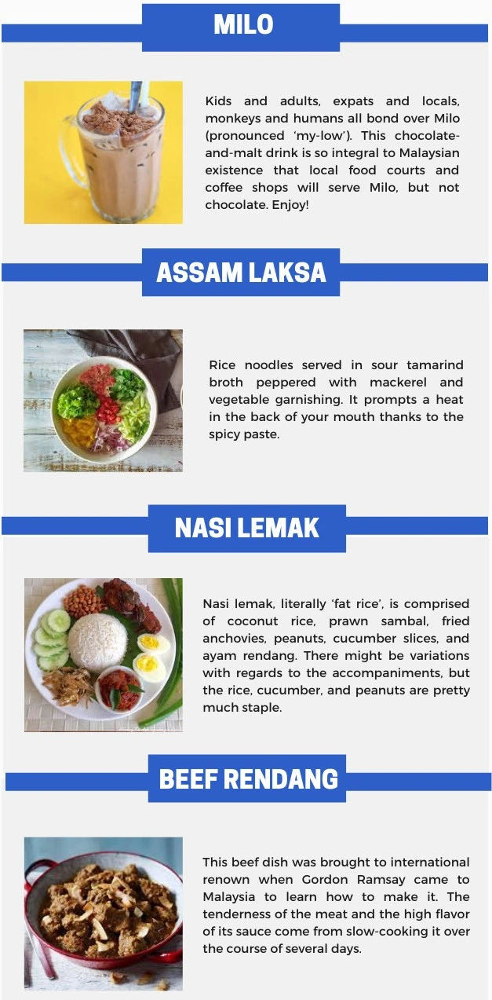 MILO
Kids and adults, expats and locals,
monkeys and humans all bond over Milo
(pronounced ‘my-low’). This chocolate-
and-malt drink is so integral to Malaysian
existence that local food courts and
coffee shops will serve Milo, but not
chocolate. Enjoy!
ASSAM LAKSA
Rice noodles served in sour tamarind
broth peppered with mackerel and
vegetable garnishing. It prompts a heat
in the back of your mouth thanks to the
spicy paste.
NASI LEMAK
Nasi lemak, literally ‘fat rice’, is comprised
of coconut rice, prawn sambal, fried
anchovies, peanuts, cucumber slices, and
ayam rendang. There might be variations
with regards to the accompaniments, but
the rice, cucumber, and peanuts are pretty
much staple.
BEEF RENDANG
This beef dish was brought to international
renown when Gordon Ramsay came to
Malaysia to learn how to make it. The
tenderness of the meat and the high flavor
of its sauce come from slow-cooking it over
the course of several days.